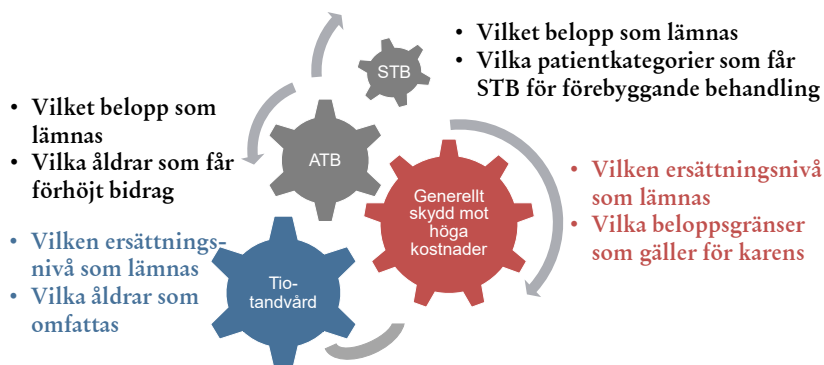 • Vilket belopp som lämnas
• Vilka patientkategorier som får
STB för förebyggande behandling
STB
• Vilket belopp som
lämnas
• Vilka åldrar som får
förhöjt bidrag
ATB
Generellt
skydd mot
höga
kostnader
• Vilken ersättningsnivå
som lämnas
• Vilka beloppsgränser
som gäller för karens
• Vilken ersättnings-
nivå som lämnas
• Vilka åldrar som
omfattas
Tio-
tandvård